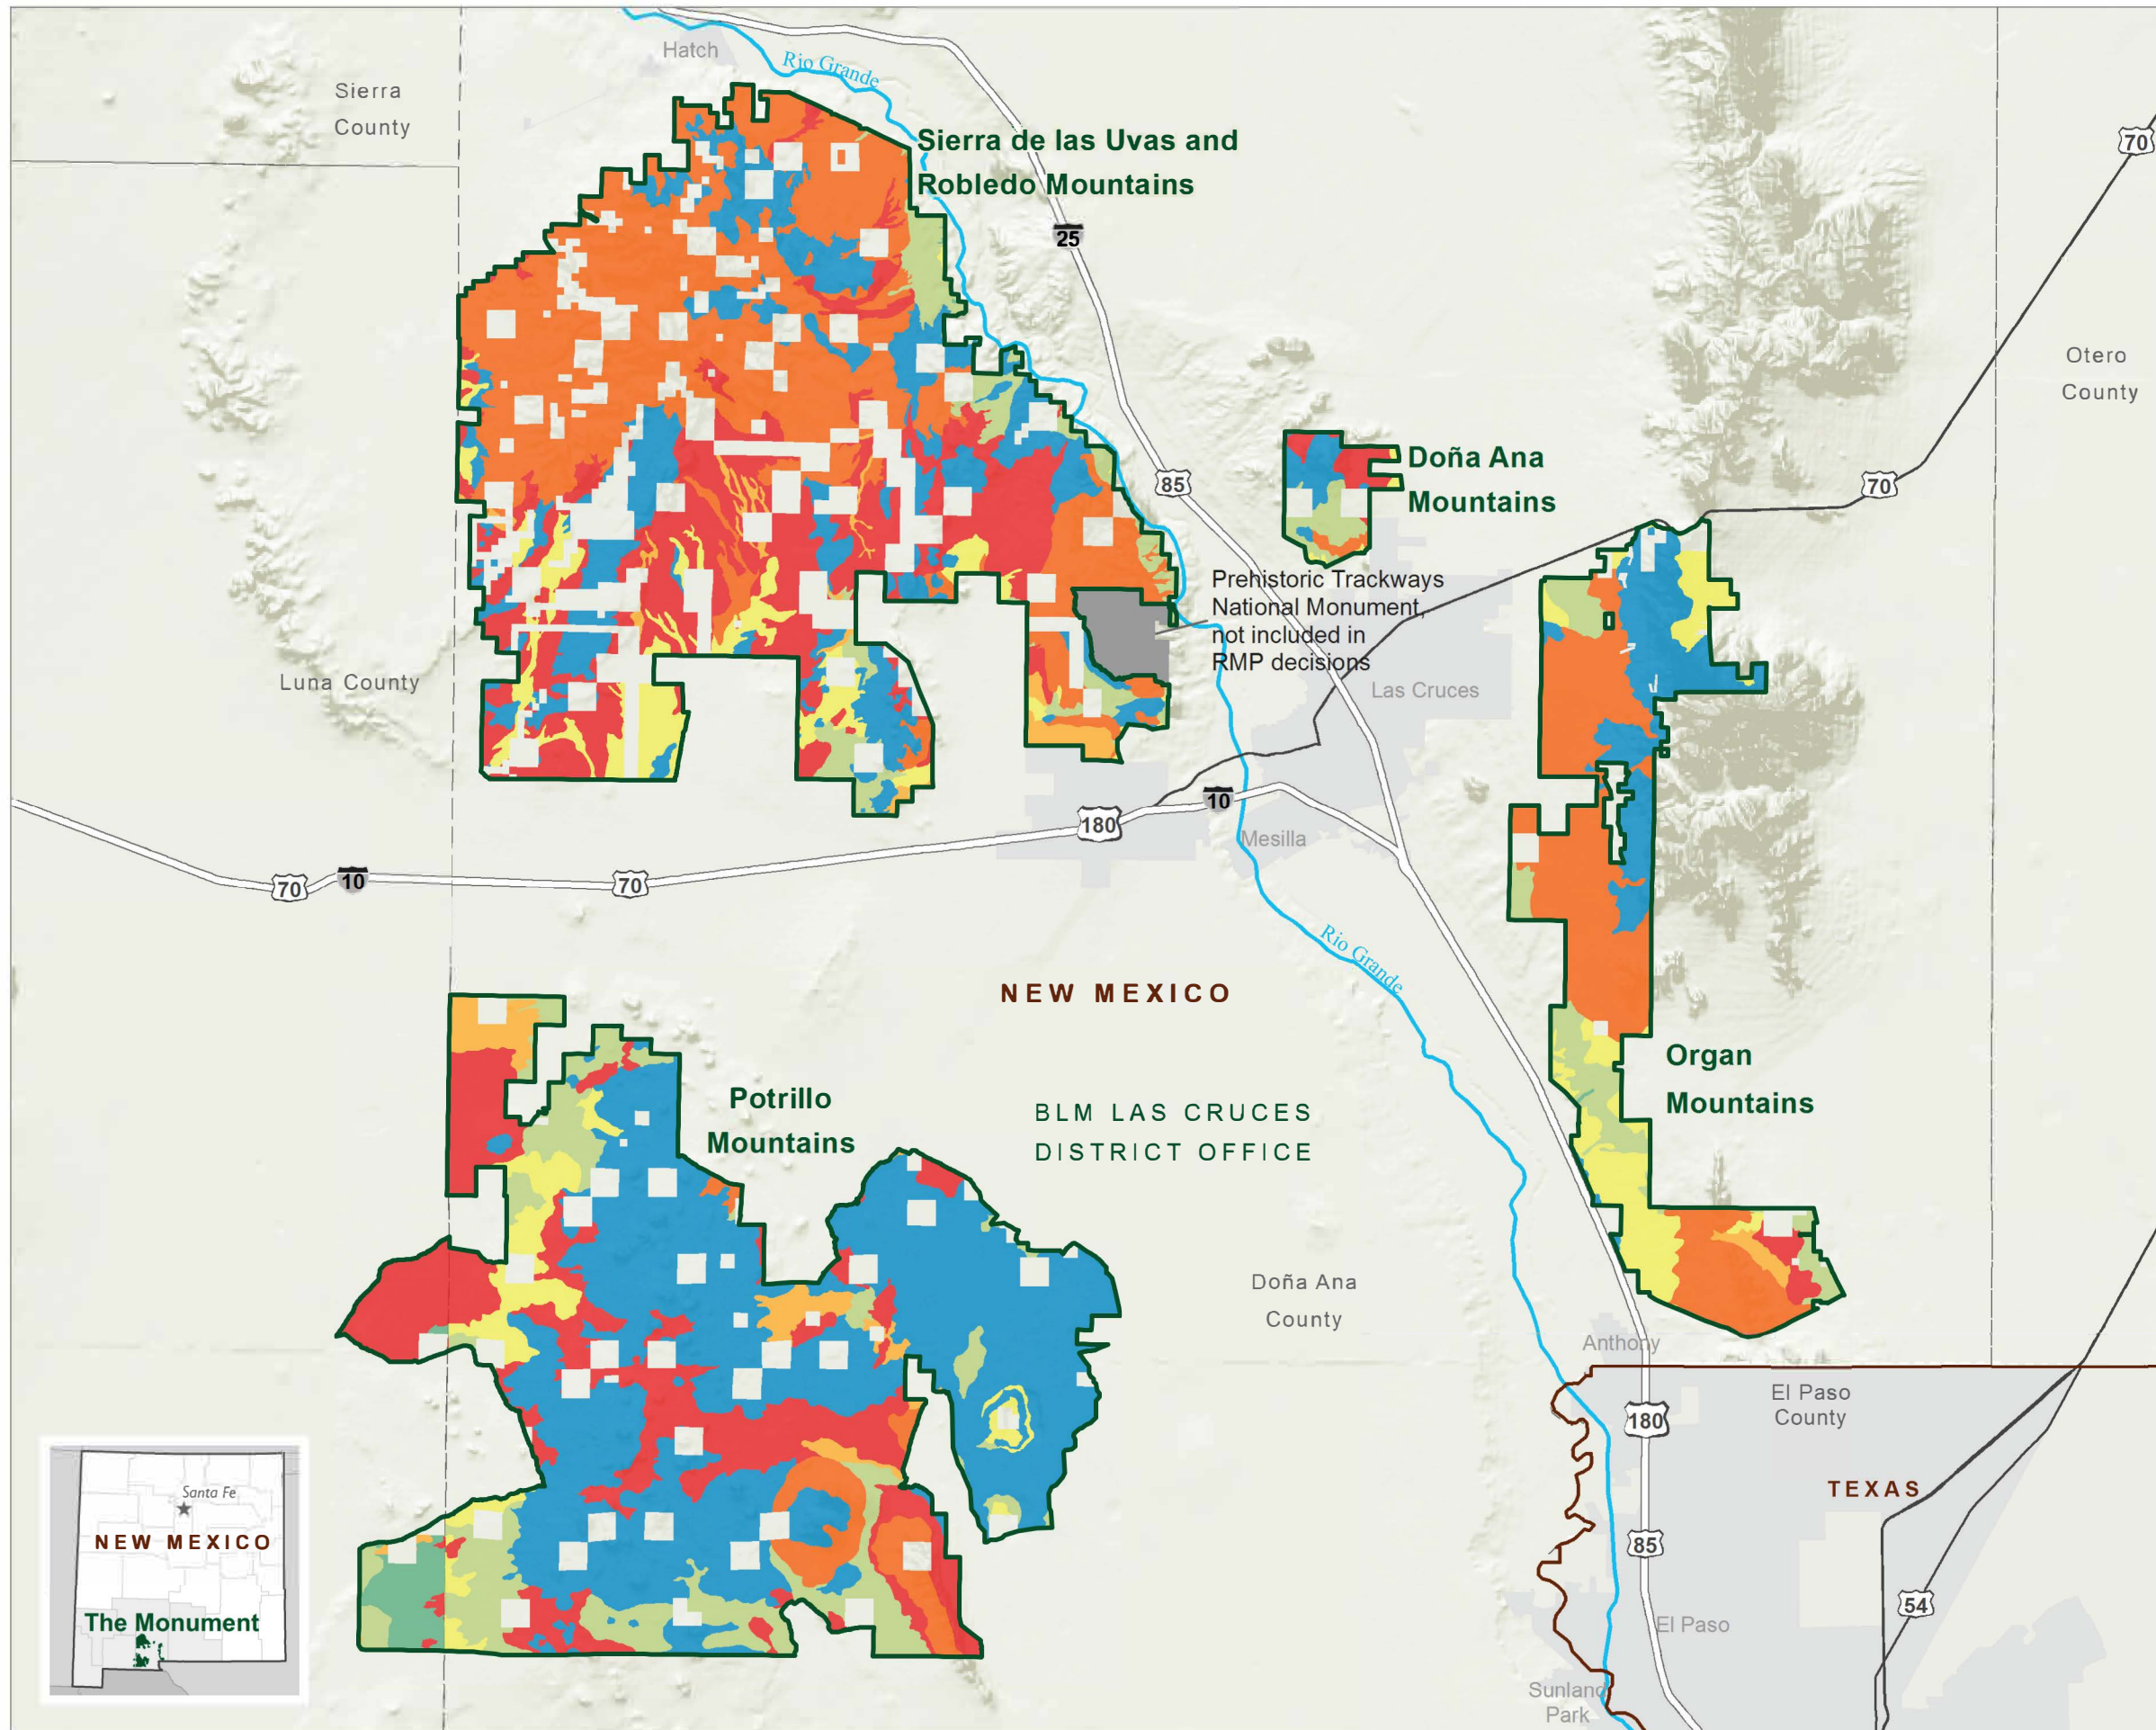 Hatch
Rio Grande
Sierra
County
Sierra de las Uvas and
Robledo Mountains
70
25
Otero
County
Doña Ana
Mountains
85
70
Prehistoric Trackways
National Monument,
not included in
RMP decisions
Luna County
Las Cruces
10
180
Mesilla
70
10
70
Rio Grande
NEW MEXICO
Organ
Mountains
Potrillo
Mountains
BLM LAS CRUCES
DISTRICT OFFICE
Doña Ana
County
Anthony
El Paso
County
180
TEXAS
Santa Fe
NEW MEXICO
The Monument
85
54
El Paso
Sunland
Park